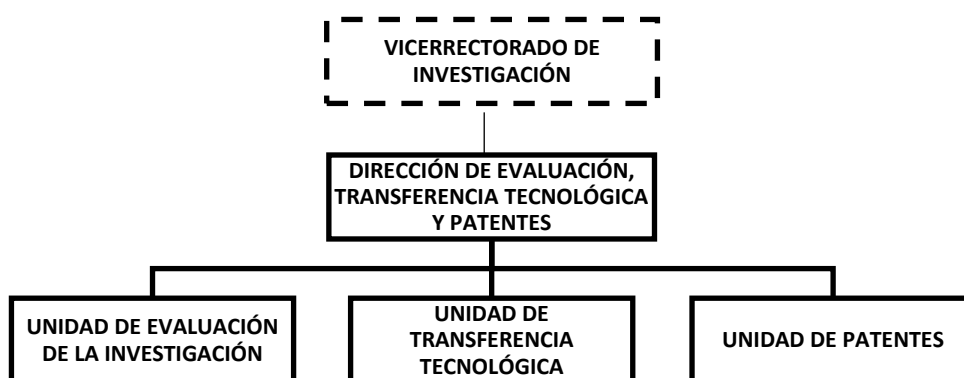 VICERRECTORADO DE
INVESTIGACIÓN
DIRECCIÓN DE EVALUACIÓN,
TRANSFERENCIA TECNOLÓGICA
Y PATENTES
UNIDAD DE EVALUACIÓN
DE LA INVESTIGACIÓN
UNIDAD DE
TRANSFERENCIA
TECNOLÓGICA
UNIDAD DE PATENTES